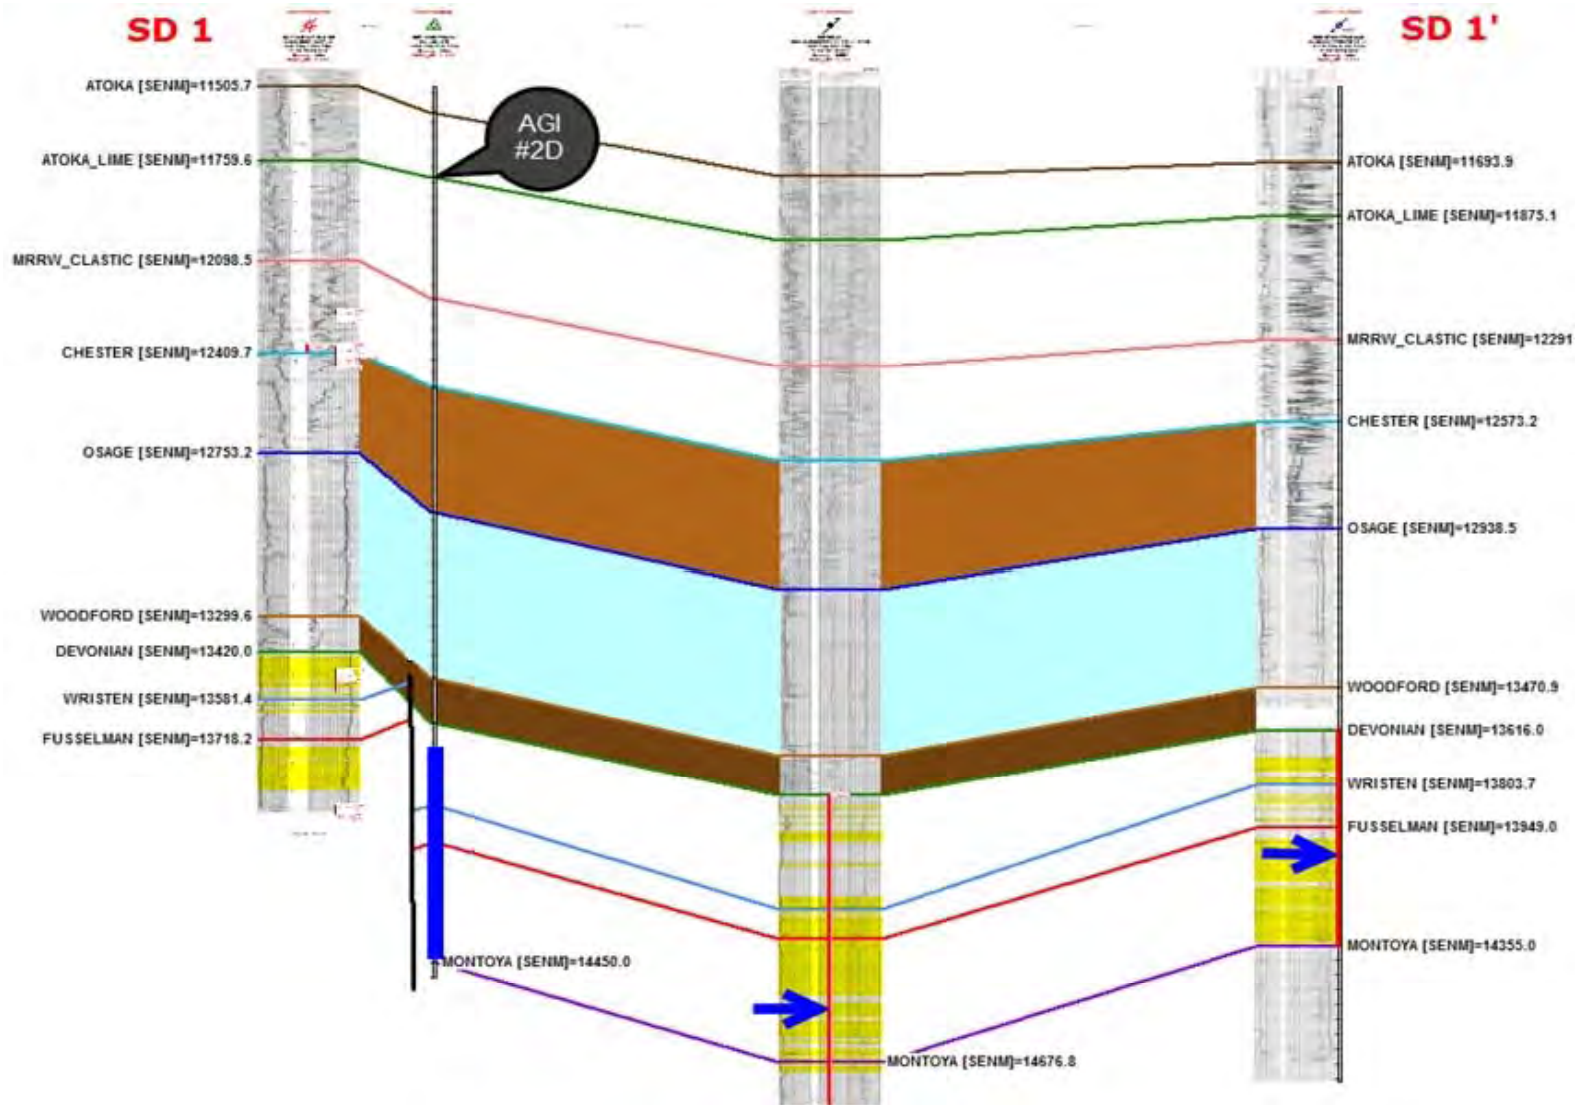 SD 1
SD 1'
ATOKA [SENM]=11505.7
AGI
#2D
ATOKA_LIME [SENM]=11759.6
ATOKA [SENM]=11693.9
ATOKA_LIME [SENM]=11875.1
MRRW_CLASTIC [SENM]=12098.5
MRRW_CLASTIC [SENM]=12291
CHESTER [SENM]=12409.7
CHESTER [SENM]=12573.2
OSAGE [SENM]=12753.2
OSAGE [SENM]=12938.5
WOODFORD [SENM]=13299.6
DEVONIAN [SENM]=13420.0
WOODFORD [SENM]=13470.9
WRISTEN [SENM]=13581.4
DEVONIAN [SENM]=13616.0
FUSSELMAN [SENM]=13718.2
WRISTEN [SENM]=13803.7
FUSSELMAN [SENM]=13949.0
MONTOYA [SENM]=14355.0
MONTOYA [SENM]=14450.0
MONTOYA [SENM]=14676.8